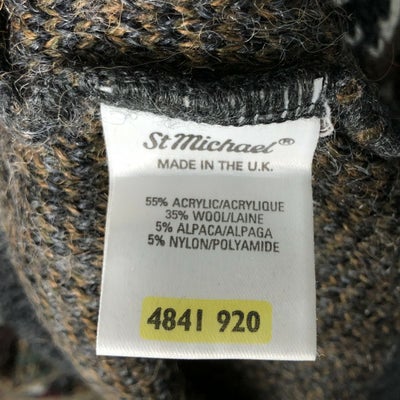 St Michael®
MADE IN THE U.K.
55% ACRYLIC/ACRYLIQUE
35% WOOL/LAINE
5% ALPACA/ALPAGA
5% NYLON/POLYAMIDE
4841 920